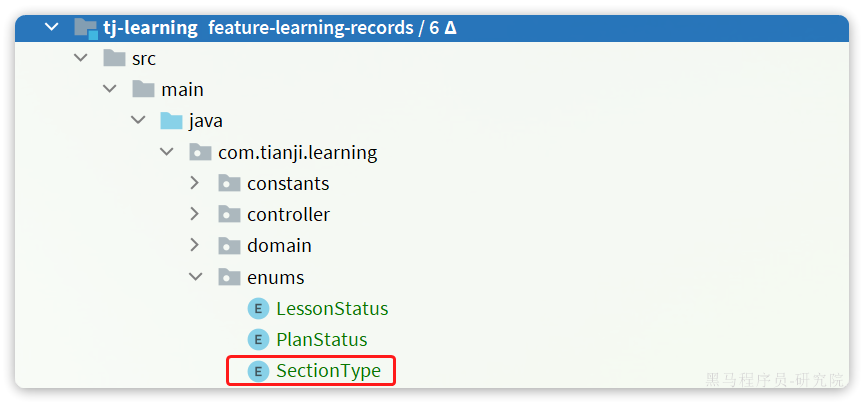 tj-learning feature-learning-records / 6 Δ
src
main
java
com.tianji.learning
constants
controller
domain
enums
E LessonStatus
E PlanStatus
E SectionType
黑马程序员-研究院